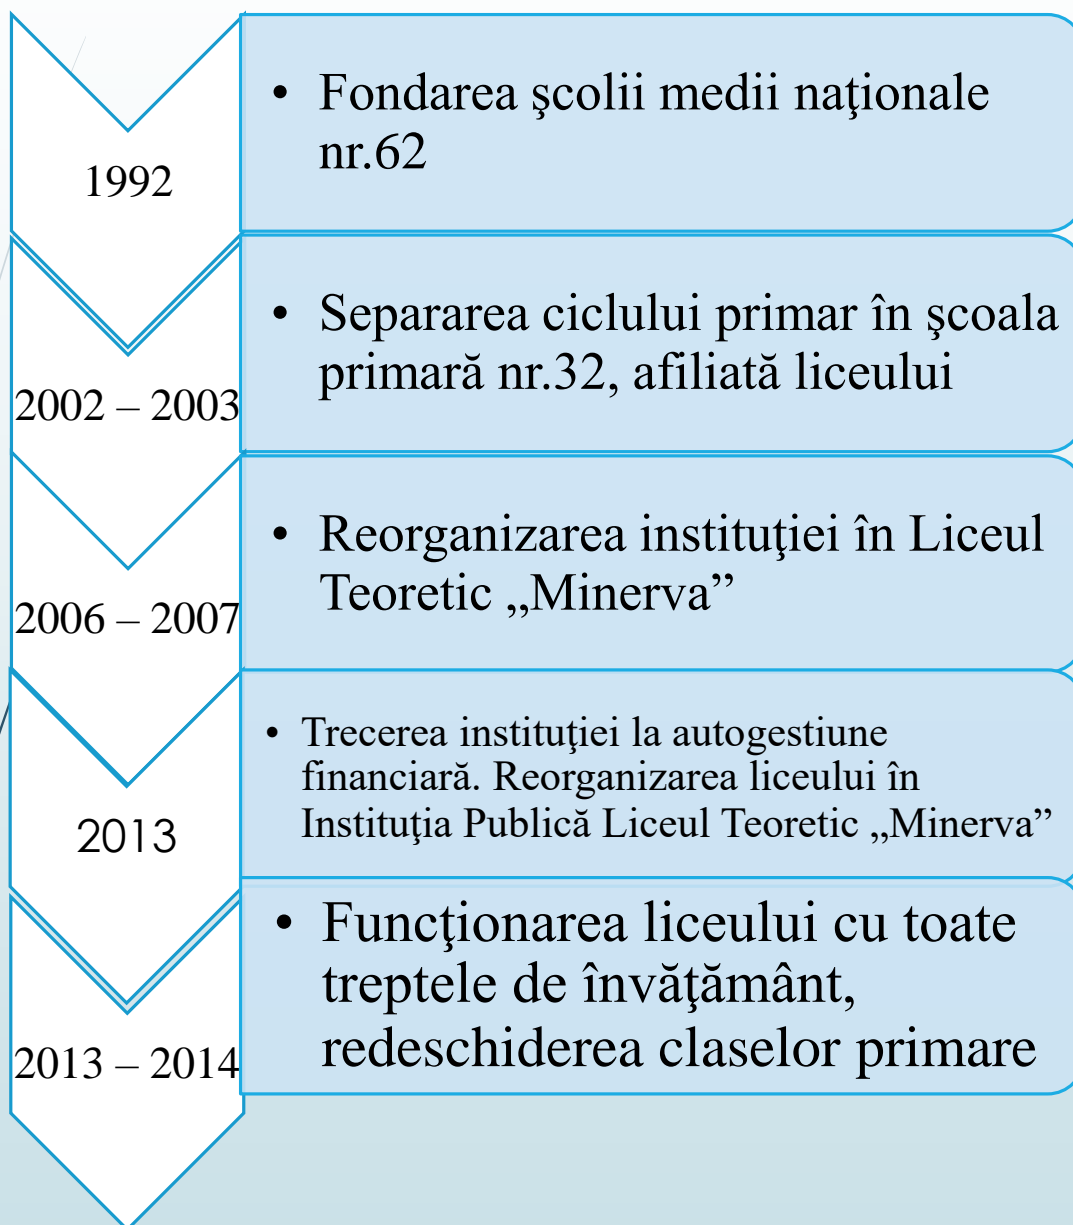 1992
• Fondarea şcolii medii naţionale
nr.62
2002 – 2003
• Separarea ciclului primar în şcoala
primară nr.32, afiliată liceului
2006 – 2007
• Reorganizarea instituţiei în Liceul
Teoretic „Minerva”
2013
• Trecerea instituţiei la autogestiune
financiară. Reorganizarea liceului în
Instituţia Publică Liceul Teoretic „Minerva”
2013 – 2014
• Funcţionarea liceului cu toate
treptele de învăţământ,
redeschiderea claselor primare